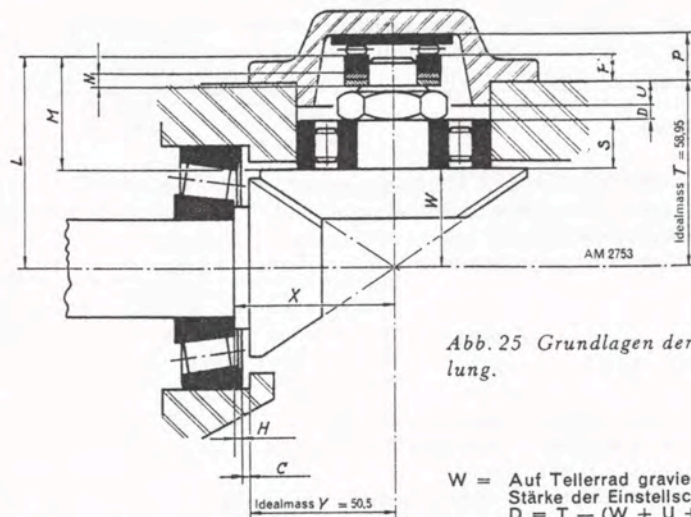 N
M
L
F
P
U
D
S
W
Idealmass T = 58,95
AM 2753
X
Abb. 25 Grundlagen der
lung.
H
C
Idealmass Y = 50,5
W = Auf Tellerrad gravie
Stärke der Einstellsc
D = T — (W + U +